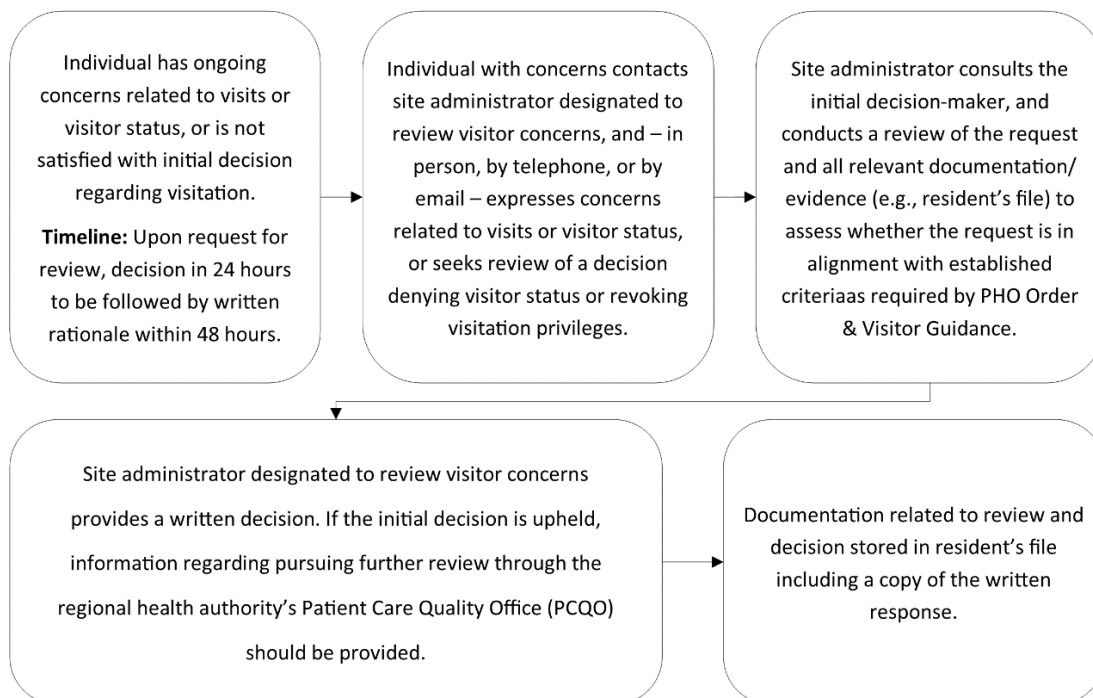 Individual has ongoing
concerns related to visits or
visitor status, or is not
satisfied with initial decision
regarding visitation.
Timeline: Upon request for
review, decision in 24 hours
to be followed by written
rationale within 48 hours.
Individual with concerns contacts
site administrator designated to
review visitor concerns, and – in
person, by telephone, or by
email – expresses concerns
related to visits or visitor status,
or seeks review of a decision
denying visitor status or revoking
visitation privileges.
Site administrator consults the
initial decision-maker, and
conducts a review of the request
and all relevant documentation/
evidence (e.g., resident’s file) to
assess whether the request is in
alignment with established
criteriaas required by PHO Order
& Visitor Guidance.
Site administrator designated to review visitor concerns
provides a written decision. If the initial decision is upheld,
information regarding pursuing further review through the
regional health authority’s Patient Care Quality Office (PCQO)
should be provided.
Documentation related to review and
decision stored in resident’s file
including a copy of the written
response.